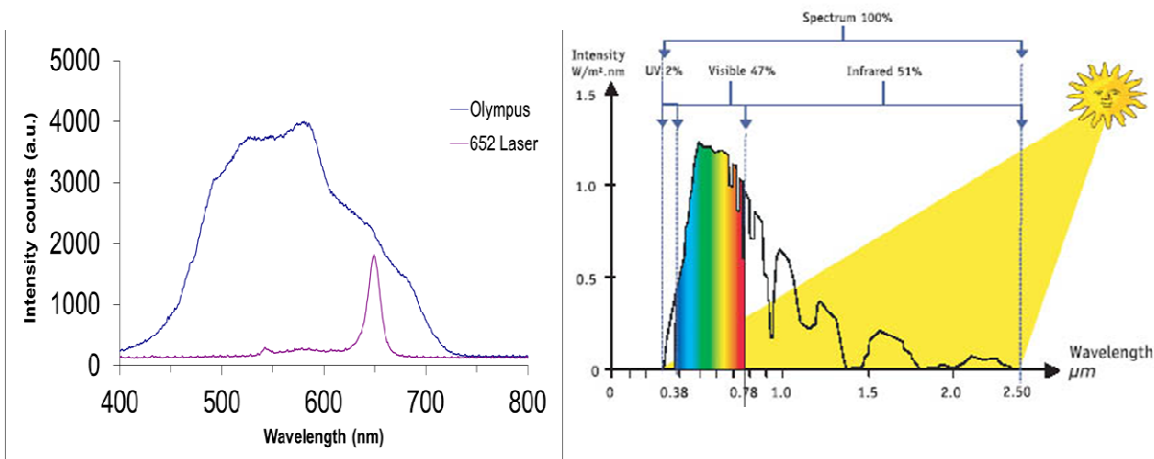 5000
4000
3000
2000
1000
0
Intensity counts (a.u.)
Olympus
652 Laser
400 500 600 700 800
Wavelength (nm)
Spectrum 100%
Intensity
W/m².nm
UV 2% Visible 47% Infrared 51%
1.5
1.0
0.5
0
Wavelength
µm
0 0.38 0.78 1.0 1.5 2.0 2.50